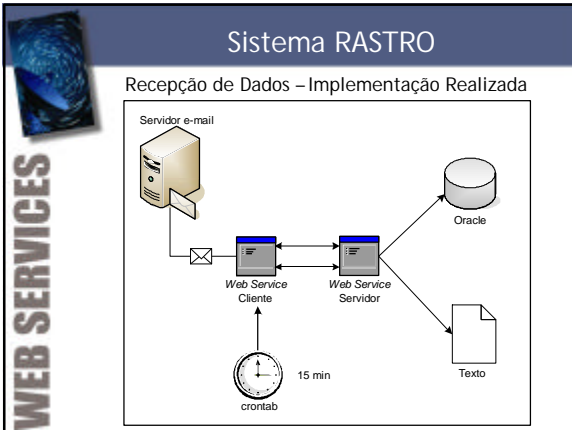 Sistema RASTRO
Recepção de Dados – Implementação Realizada
WEB SERVICES
Servidor e-mail
Oracle
Web Service
Cliente
Web Service
Servidor
15 min
crontab
Texto